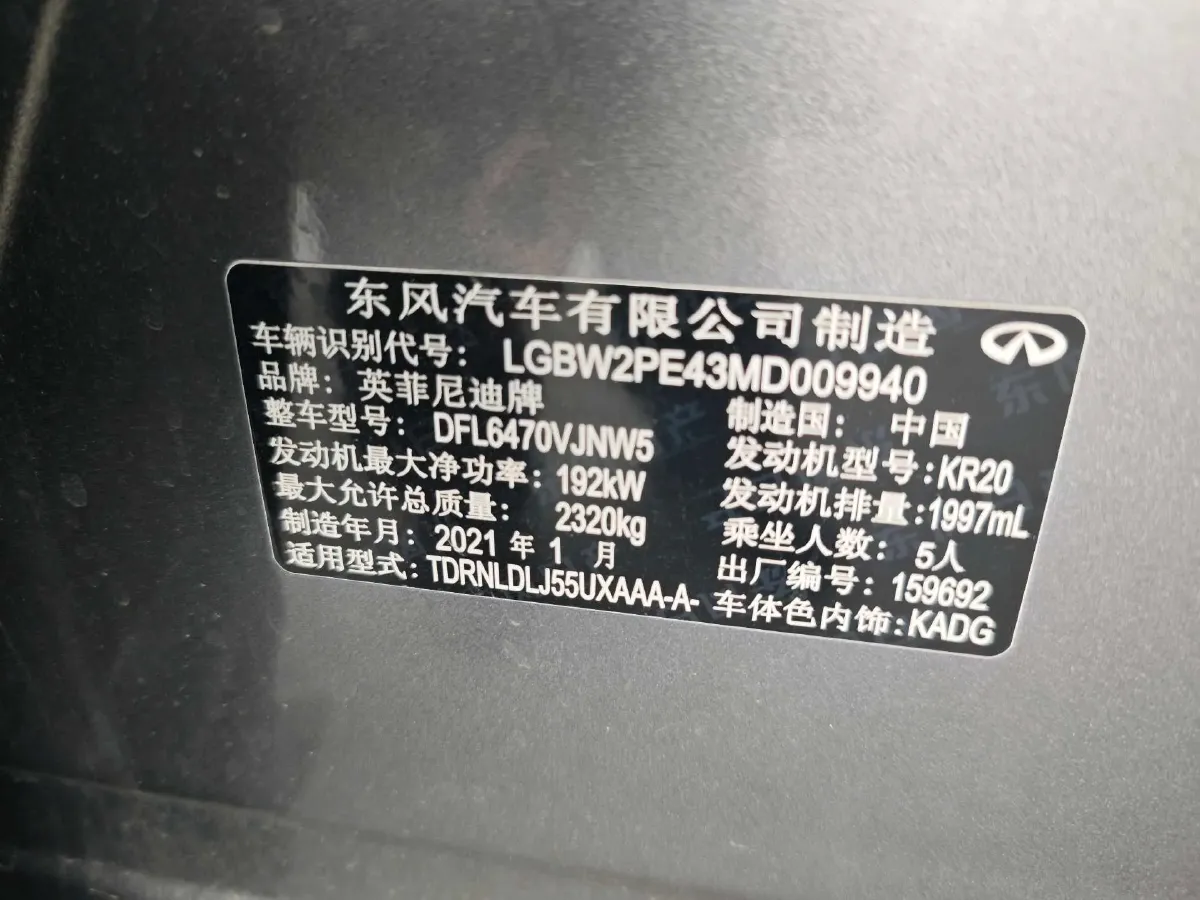 东风汽车有限公司制造
车辆识别代号： LGBW2PE43MD009940
品牌：英菲尼迪牌 制造国： 中国
整车型号： DFL6470VJNW5 发动机型号:KR20
发动机最大净功率：192kW 发动机排量:1997mL
最大允许总质量： 2320kg 乘坐人数： 5人
制造年月：2021 年 1 月 出厂编号：159692
适用型式:TDRNLDLJ55UXAAA-A- 车体色内饰:KADG